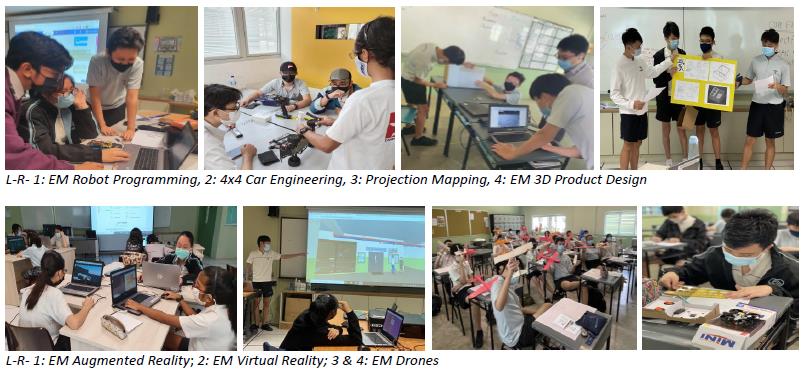 L-R- 1: EM Robot Programming, 2: 4x4 Car Engineering, 3: Projection Mapping, 4: EM 3D Product Design
L-R- 1: EM Augmented Reality; 2: EM Virtual Reality; 3 & 4: EM Drones
MINI